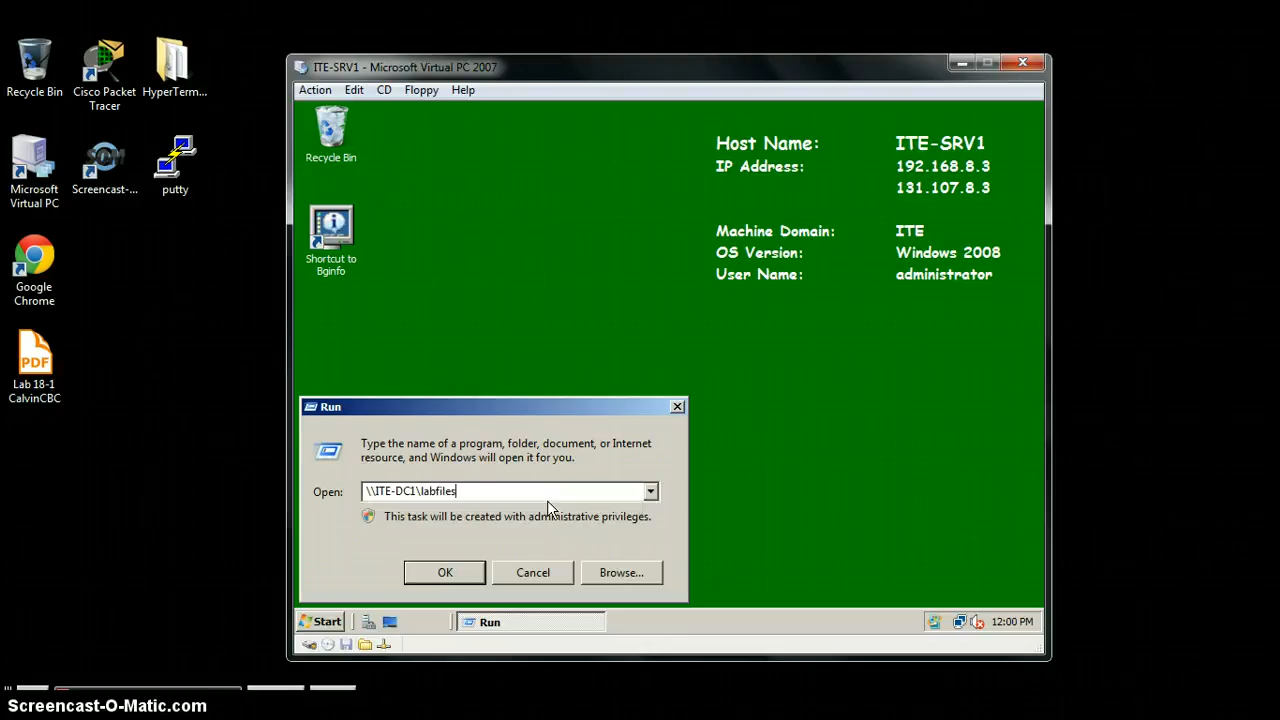 Recycle Bin
Cisco Packet
Tracer
HyperTerm...
Microsoft
Virtual PC
Screencast-...
putty
Google
Chrome
PDF
Lab 18-1
CalvinCBC
ITE-SRV1 - Microsoft Virtual PC 2007
Action Edit CD Floppy Help
Recycle Bin
Shortcut to
Bginfo
Host Name: ITE-SRV1
IP Address: 192.168.8.3
131.107.8.3
Machine Domain: ITE
OS Version: Windows 2008
User Name: administrator
Run
Type the name of a program, folder, document, or Internet
resource, and Windows will open it for you.
Open: \\ITE-DC1\labfiles
This task will be created with administrative privileges.
OK Cancel Browse...
Start Run 12:00 PM
Screencast-O-Matic.com